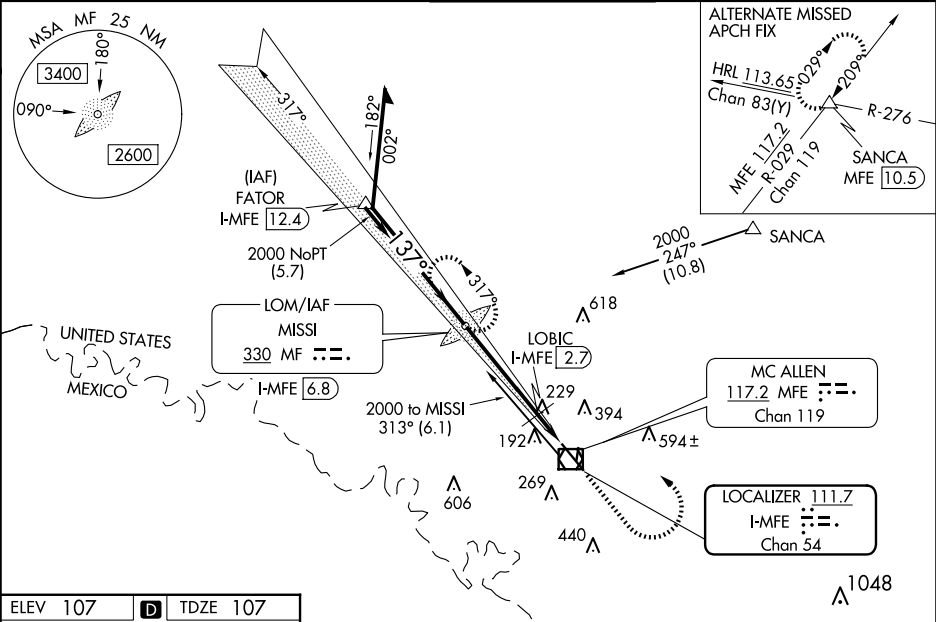 MSA MF 25 NM
180°
3400
090°
2600
317°
182°
002°
(IAF)
FATOR
I-MFE 12.4
2000 NoPT
(5.7)
137°
317°
LOM/IAF
MISSI
330 MF
I-MFE 6.8
UNITED STATES
MEXICO
2000 to MISSI
313° (6.1)
LOBIC
I-MFE 2.7
618
229
394
192
594±
269
606
440
1048
2000
247°
(10.8)
SANCA
MC ALLEN
117.2 MFE
Chan 119
LOCALIZER 111.7
I-MFE
Chan 54
ALTERNATE MISSED
APCH FIX
HRL 113.65
Chan 83(Y)
029°
209°
R-276
MFE 117.2
R-029
Chan 119
SANCA
MFE 10.5
ELEV 107 D TDZE 107